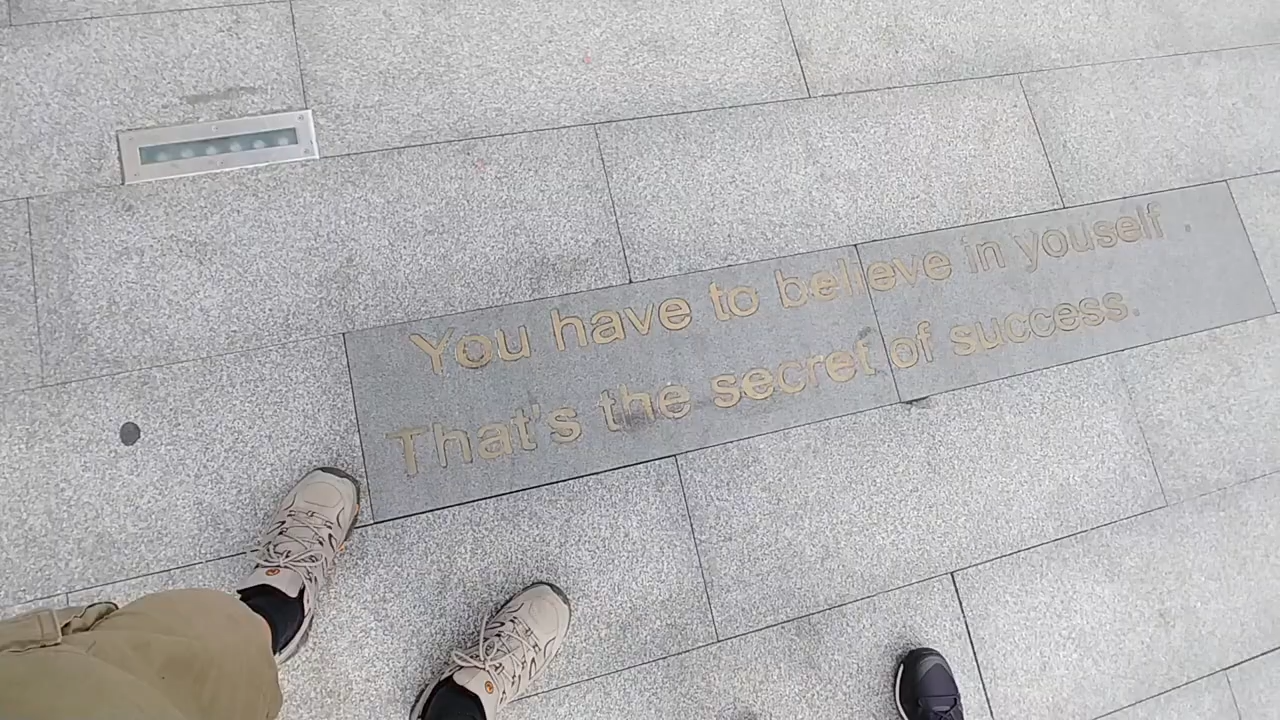 You have to believe in youself .
That's the secret of success.